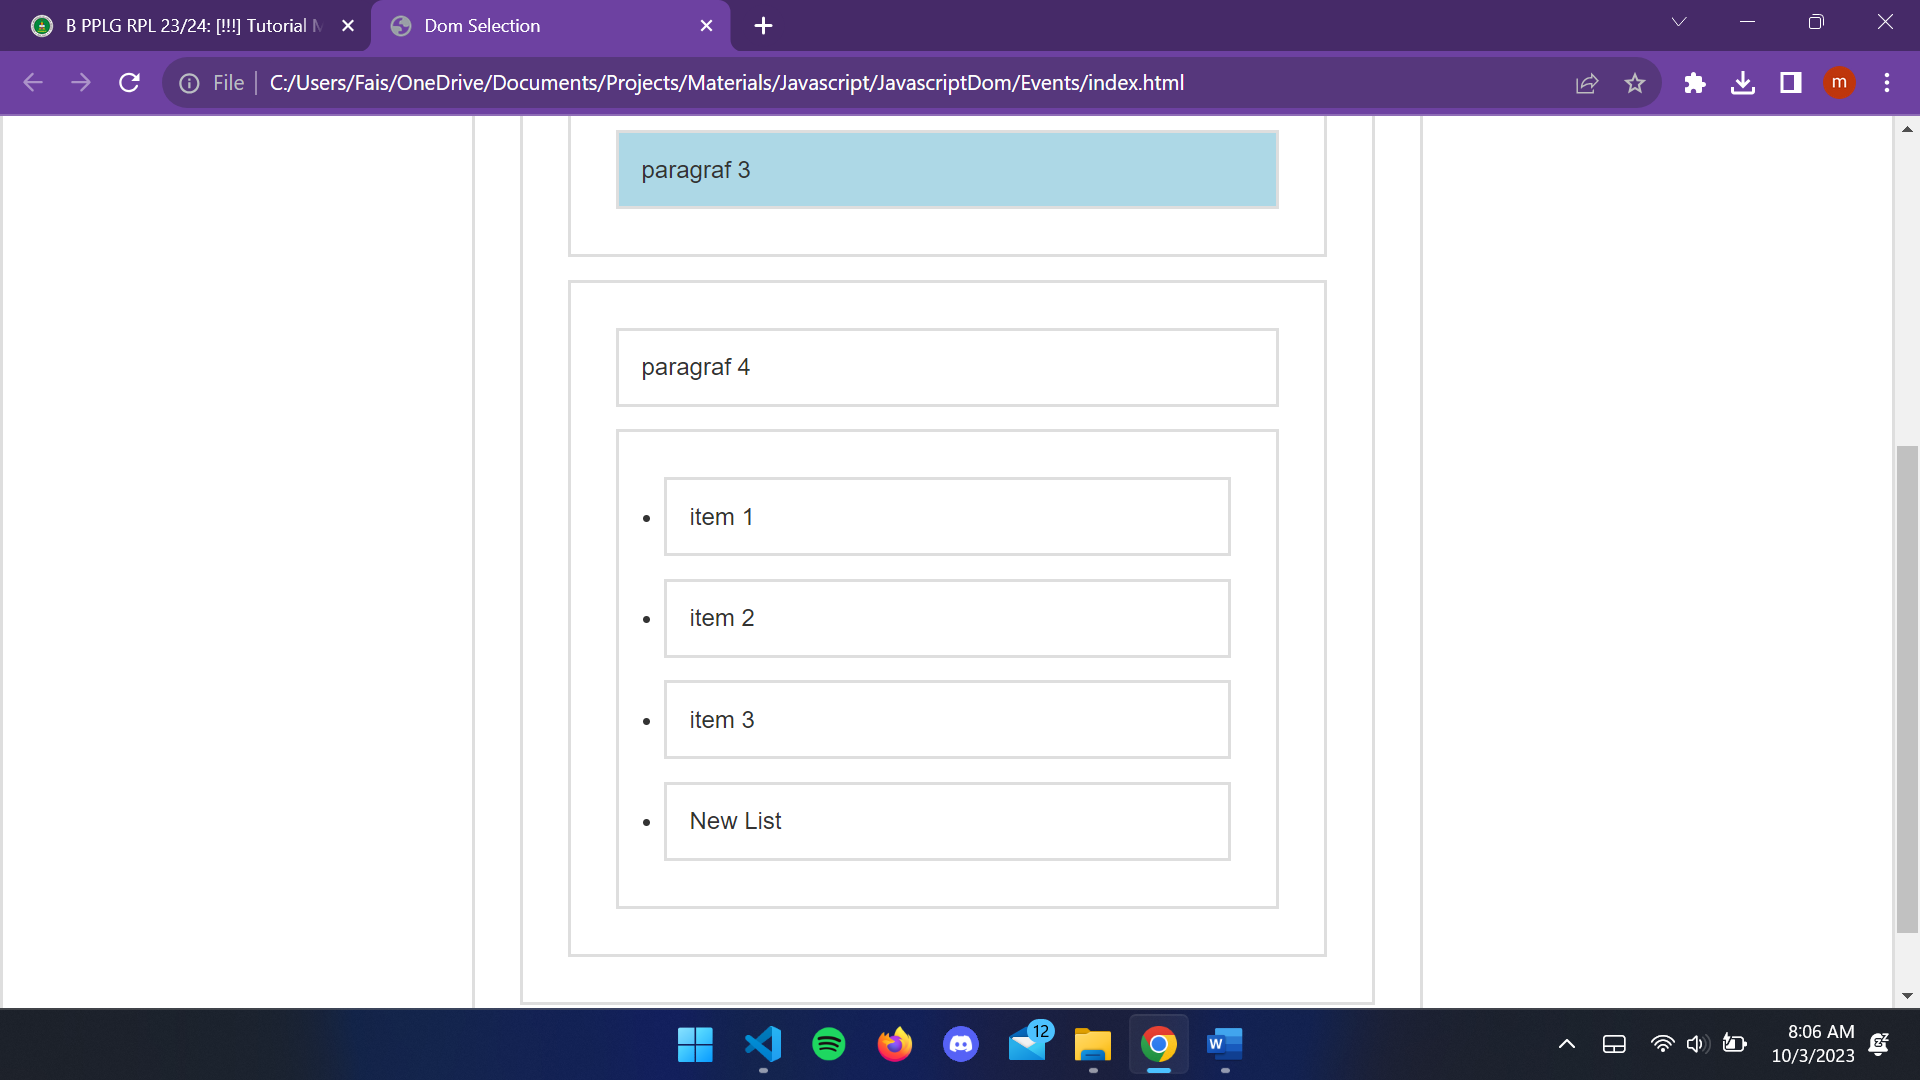 B PPLG RPL 23/24: [!!!] Tutorial
Dom Selection
File
C:/Users/Fais/OneDrive/Documents/Projects/Materials/Javascript/JavascriptDom/Events/index.html
m
paragraf 3
paragraf 4
item 1
item 2
item 3
New List
12
W
8:06 AM
10/3/2023